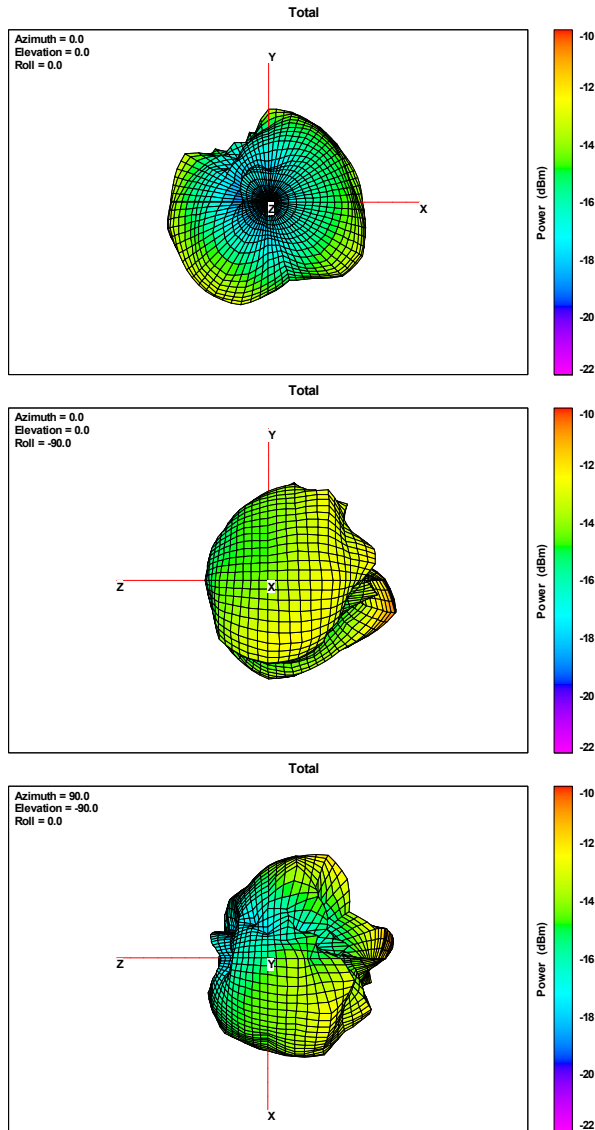 Total
Azimuth = 0.0
Elevation = 0.0
Roll = 0.0
Y
X
Z
-10
-12
-14
-16
-18
-20
-22
Power (dBm)
Total
Azimuth = 0.0
Elevation = 0.0
Roll = -90.0
Y
Z
X
-10
-12
-14
-16
-18
-20
-22
Power (dBm)
Total
Azimuth = 90.0
Elevation = -90.0
Roll = 0.0
Z
Y
X
-10
-12
-14
-16
-18
-20
-22
Power (dBm)